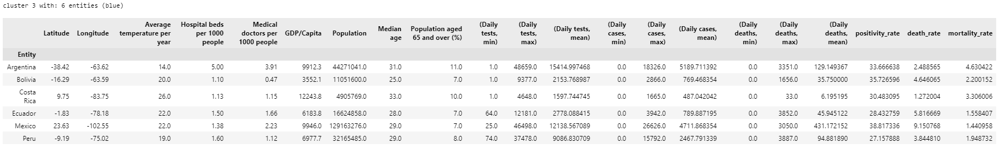 cluster 3 with: 6 entities (blue)
Latitude Longitude Average temperature per year Hospital beds per 1000 people Medical doctors per 1000 people GDP/Capita Population Median age Population aged 65 and over (%) (Daily tests, min) (Daily tests, max) (Daily tests, mean) (Daily cases, min) (Daily cases, max) (Daily cases, mean) (Daily deaths, min) (Daily deaths, max) (Daily deaths, mean) positivity_rate death_rate mortality_rate
Entity
Argentina -38.42 -63.62 14.0 5.00 3.91 9912.3 44271041.0 31.0 11.0 1.0 48659.0 15414.997468 0.0 18326.0 5189.711392 0.0 3351.0 129.149367 33.666638 2.488565 4.630422
Bolivia -16.29 -63.59 20.0 1.10 0.47 3552.1 11051600.0 25.0 7.0 1.0 9377.0 2153.768987 0.0 2866.0 769.468354 0.0 1656.0 35.750000 35.726596 4.646065 2.200152
Costa Rica 9.75 -83.75 26.0 1.13 1.15 12243.8 4905769.0 33.0 10.0 1.0 4648.0 1597.744745 0.0 1665.0 487.042042 0.0 33.0 6.195195 30.483095 1.272004 3.306006
Ecuador -1.83 -78.18 22.0 1.50 1.66 6183.8 16624858.0 28.0 7.0 64.0 12181.0 2778.088415 0.0 3942.0 789.887195 0.0 3852.0 45.945122 28.432759 5.816669 1.558407
Mexico 23.63 -102.55 22.0 1.38 2.23 9946.0 129163276.0 29.0 7.0 25.0 46498.0 12138.567089 0.0 26626.0 4711.868354 0.0 3050.0 431.172152 38.817336 9.150768 1.440958
Peru -9.19 -75.02 19.0 1.60 1.12 6977.7 32165485.0 29.0 8.0 74.0 37478.0 9086.830709 0.0 15792.0 2467.791339 0.0 3887.0 94.881890 27.157888 3.844810 1.948732